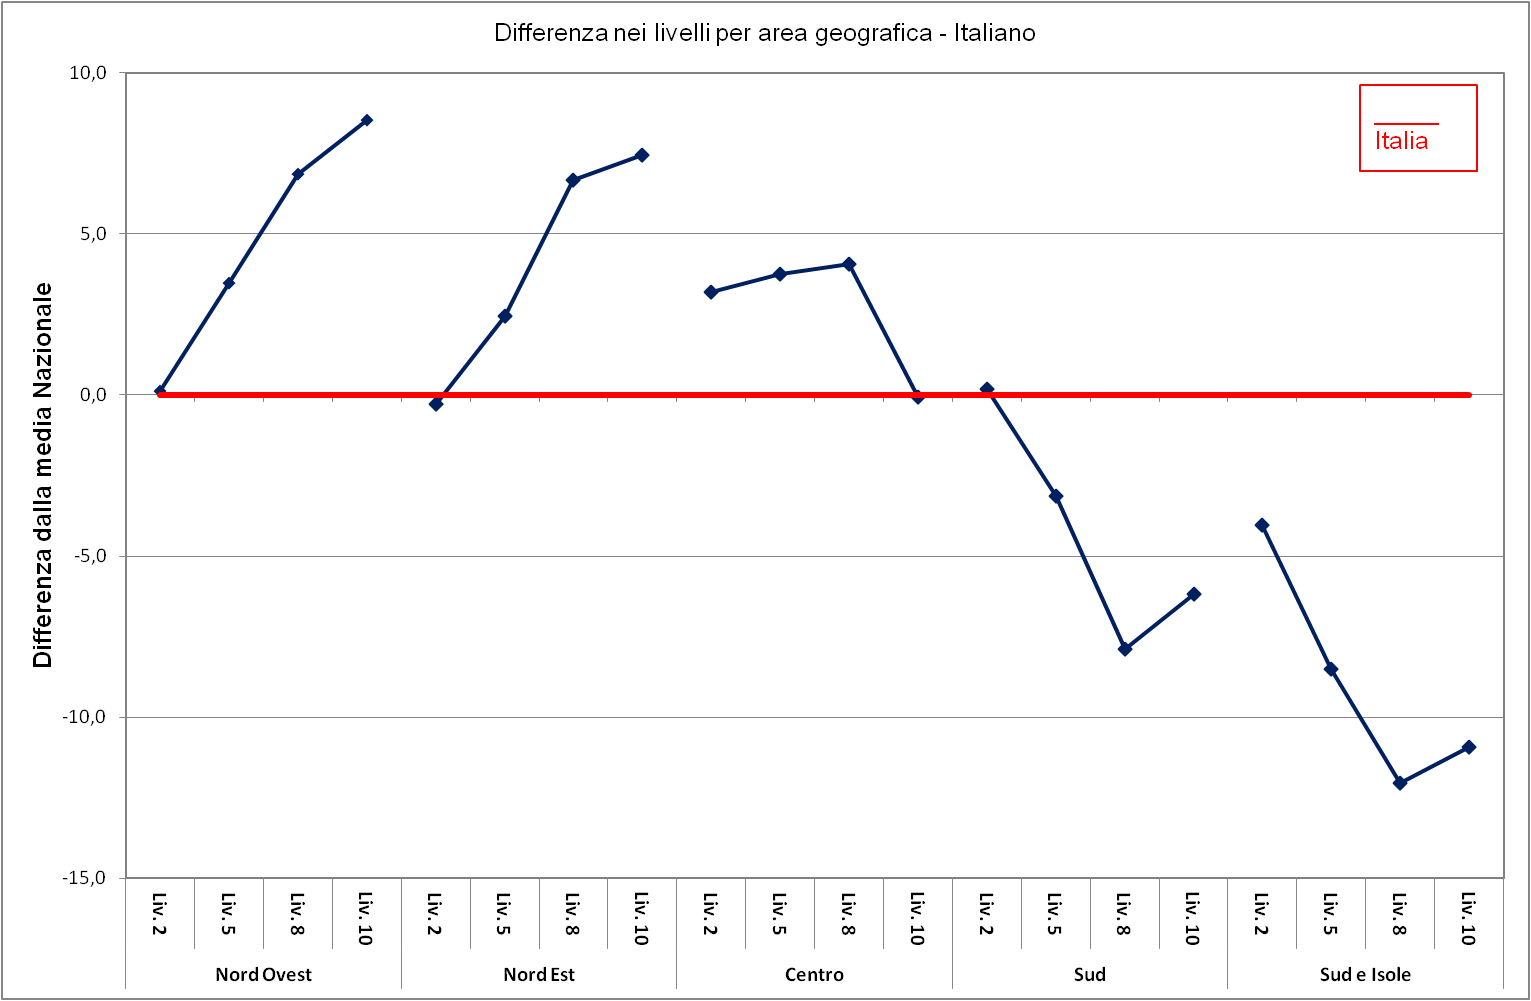 Differenza nei livelli per area geografica - Italiano
10,0
5,0
0,0
-5,0
-10,0
-15,0
Differenza dalla media Nazionale
Italia
Liv. 2
Liv. 5
Liv. 8
Liv. 10
Liv. 2
Liv. 5
Liv. 8
Liv. 10
Liv. 2
Liv. 5
Liv. 8
Liv. 10
Liv. 2
Liv. 5
Liv. 8
Liv. 10
Liv. 2
Liv. 5
Liv. 8
Liv. 10
Nord Ovest
Nord Est
Centro
Sud
Sud e Isole